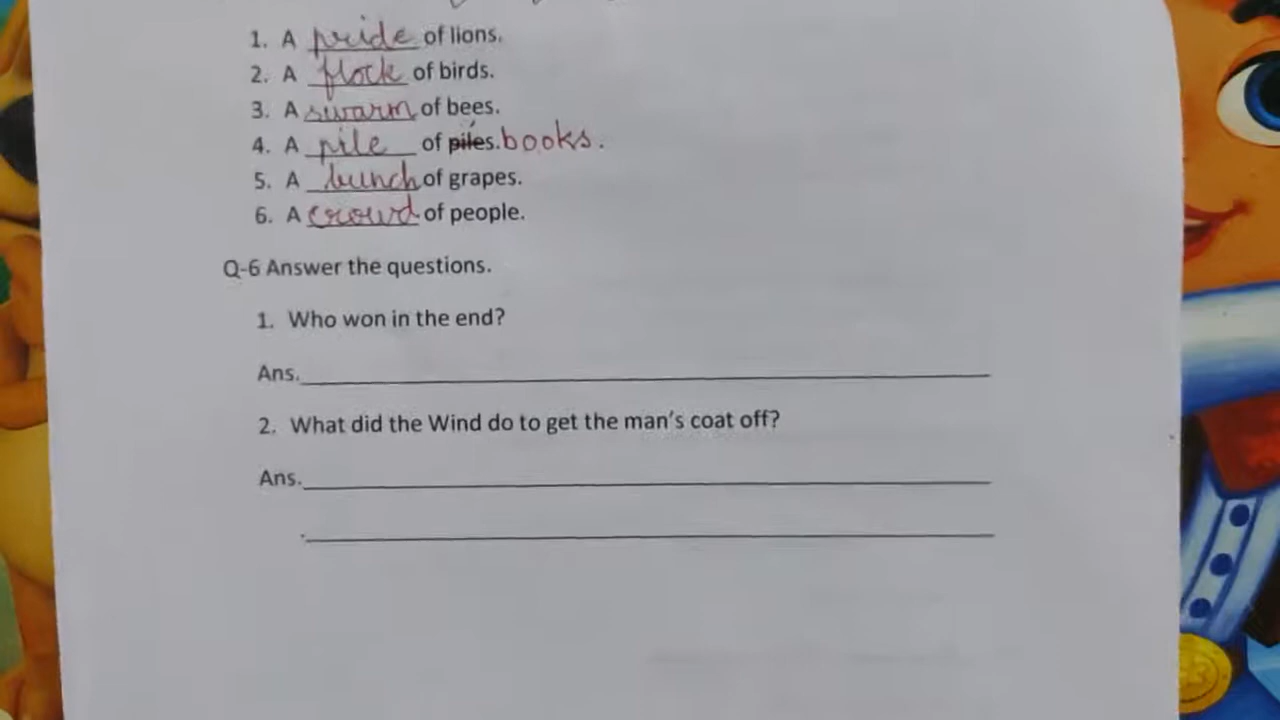 1. A pride of lions.
2. A flock of birds.
3. A swarm of bees.
4. A pile of piles. books.
5. A bunch of grapes.
6. A crowd of people.
Q-6 Answer the questions.
1. Who won in the end?
Ans.
2. What did the Wind do to get the man's coat off?
Ans.